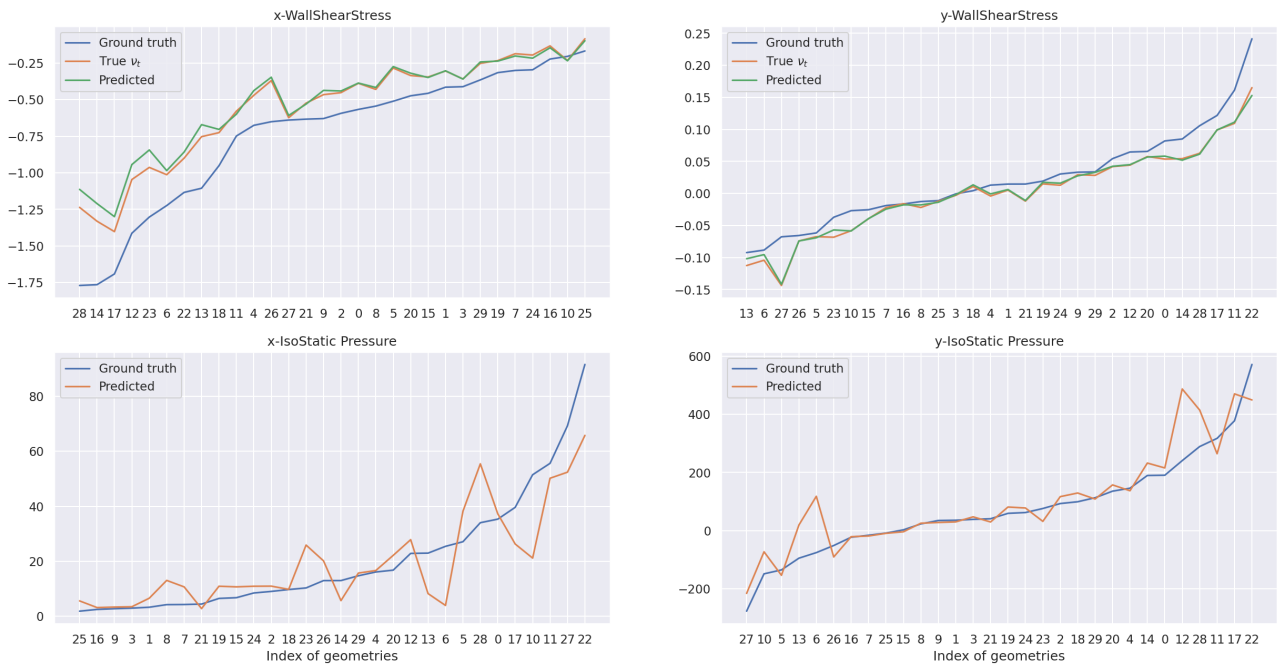 x-WallShearStress
Ground truth
True νt
Predicted
−0.25
−0.50
−0.75
−1.00
−1.25
−1.50
−1.75
28 14 17 12 23 6 22 13 18 11 4 26 27 21 9 2 0 8 5 20 15 1 3 29 19 7 24 16 10 25
y-WallShearStress
Ground truth
True νt
Predicted
0.25
0.20
0.15
0.10
0.05
0.00
−0.05
−0.10
−0.15
13 6 27 26 5 23 10 15 7 16 8 25 3 18 4 1 21 19 24 9 29 2 12 20 0 14 28 17 11 22
x-IsoStatic Pressure
Ground truth
Predicted
80
60
40
20
0
25 16 9 3 1 8 7 21 19 15 24 2 18 23 26 14 29 4 20 12 13 6 5 28 0 17 10 11 27 22
Index of geometries
y-IsoStatic Pressure
Ground truth
Predicted
600
400
200
0
−200
27 10 5 13 6 26 16 7 25 15 8 9 1 3 21 19 24 23 2 18 29 20 4 14 0 12 28 11 17 22
Index of geometries